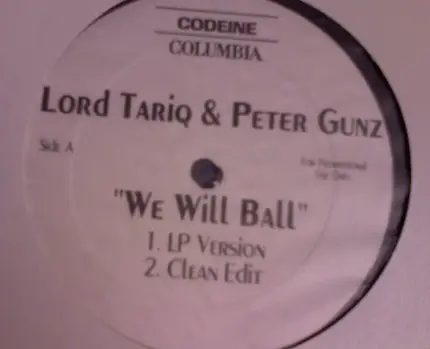 CODEINE
COLUMBIA
LORd TARiQ & PETER GUNZ
Side A
For Promotional
Use Only
"WE Will BAll"
1. LP VERSiON
2. CLEAN EdiT